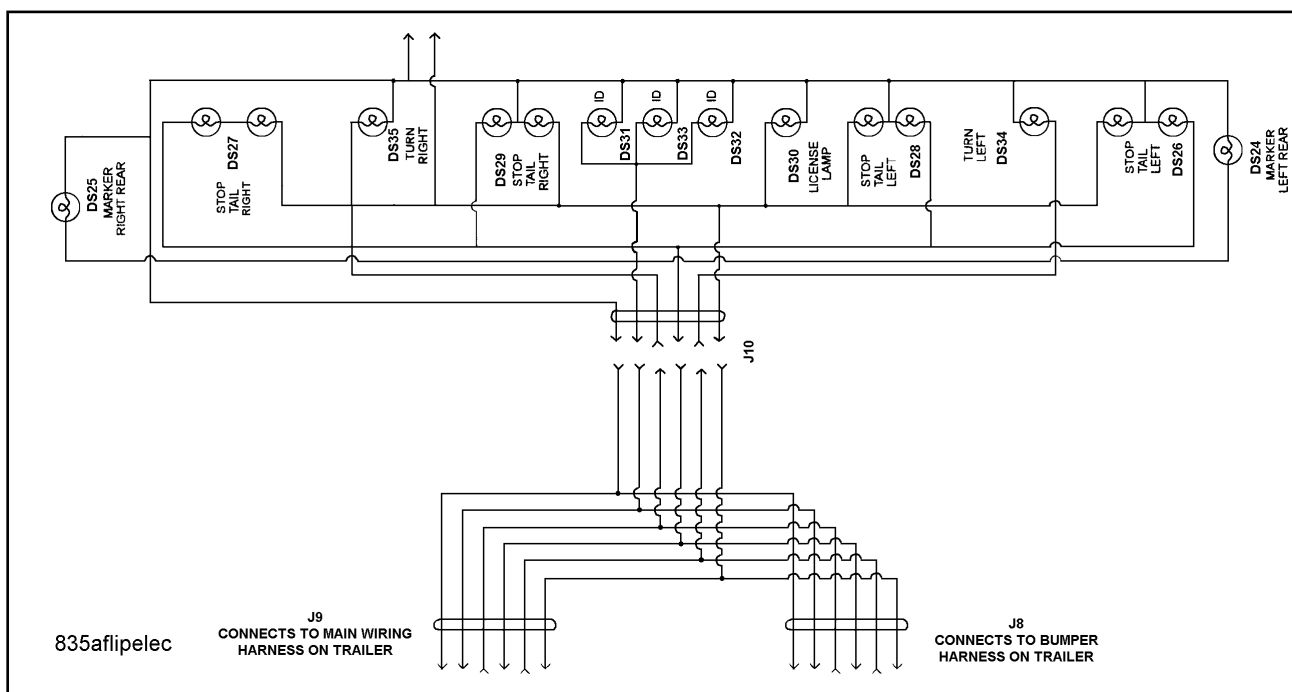 DS25
MARKER
RIGHT REAR
STOP
TAIL
RIGHT
DS27
DS35
TURN
RIGHT
DS29
STOP
TAIL
RIGHT
ID
DS31
ID
DS33
ID
DS32
DS30
LICENSE
LAMP
STOP
TAIL
LEFT
DS28
TURN
LEFT
DS34
STOP
TAIL
LEFT
DS26
DS24
MARKER
LEFT REAR
J10
J9
CONNECTS TO MAIN WIRING
HARNESS ON TRAILER
J8
CONNECTS TO BUMPER
HARNESS ON TRAILER
835aflipelec